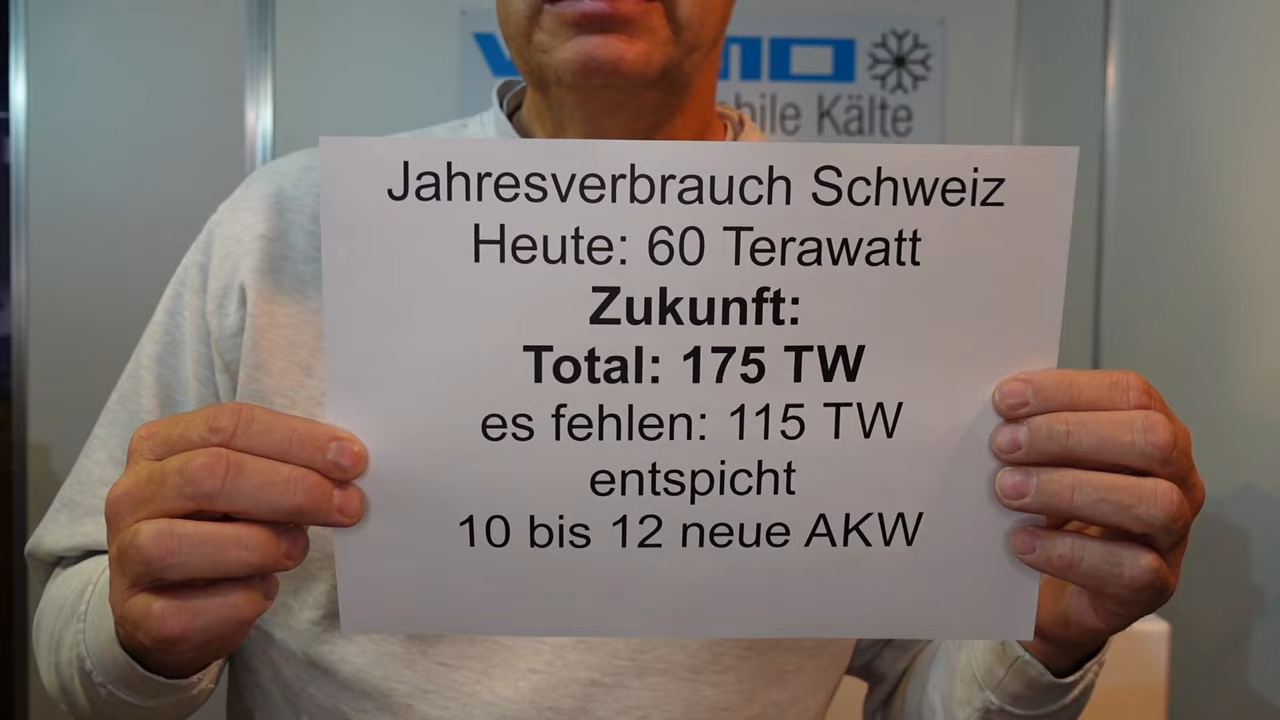 Kälte
Jahresverbrauch Schweiz
Heute: 60 Terawatt
Zukunft:
Total: 175 TW
es fehlen: 115 TW
entspicht
10 bis 12 neue AKW